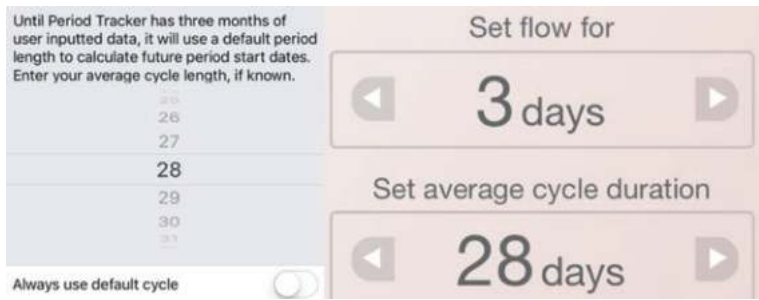 Until Period Tracker has three months of
user inputted data, it will use a default period
length to calculate future period start dates.
Enter your average cycle length, if known.
25
26
27
28
29
30
31
Always use default cycle
Set flow for
3 days
Set average cycle duration
28 days